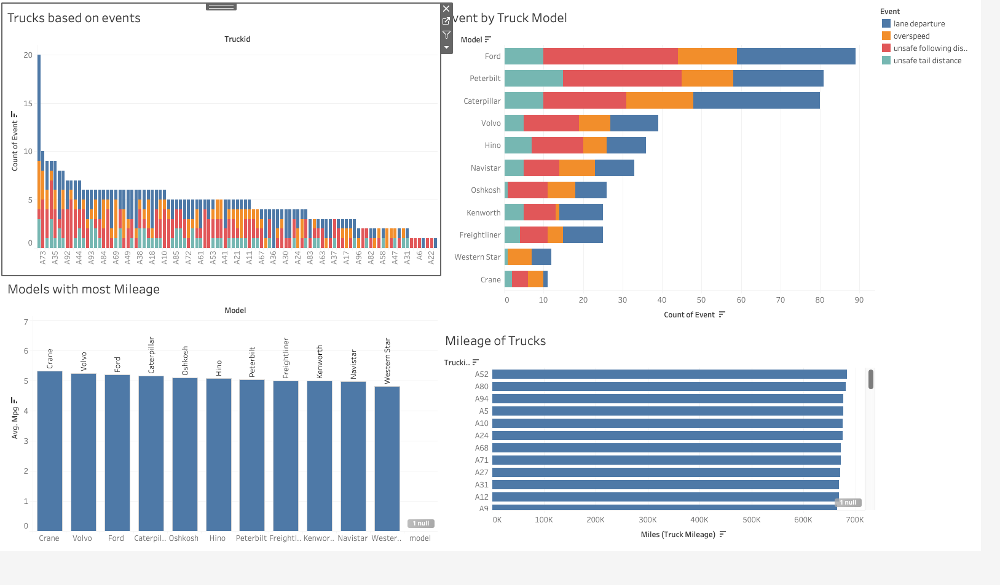 Trucks based on events
Truckid
Count of Event
20
15
10
5
0
A73
A35
A92
A44
A93
A84
A69
A49
A38
A18
A10
A85
A72
A61
A53
A41
A21
A11
A67
A36
A30
A24
A83
A63
A37
A17
A96
A82
A58
A47
A31
A6
A22
vent by Truck Model
Model
Ford
Peterbilt
Caterpillar
Volvo
Hino
Navistar
Oshkosh
Kenworth
Freightliner
Western Star
Crane
0 10 20 30 40 50 60 70 80 90
Count of Event
Event
lane departure
overspeed
unsafe following dis..
unsafe tail distance
Models with most Mileage
Model
Avg. Mpg
7
6
5
4
3
2
1
0
Crane
Volvo
Ford
Caterpillar
Oshkosh
Hino
Peterbilt
Freightliner
Kenworth
Navistar
Western Star
1 null
Crane Volvo Ford Caterpil.. Oshkosh Hino Peterbilt Freightl.. Kenwor.. Navistar Wester.. model
Mileage of Trucks
Trucki..
A52
A80
A94
A5
A10
A24
A68
A71
A27
A31
A12
A9
1 null
0K 100K 200K 300K 400K 500K 600K 700K
Miles (Truck Mileage)